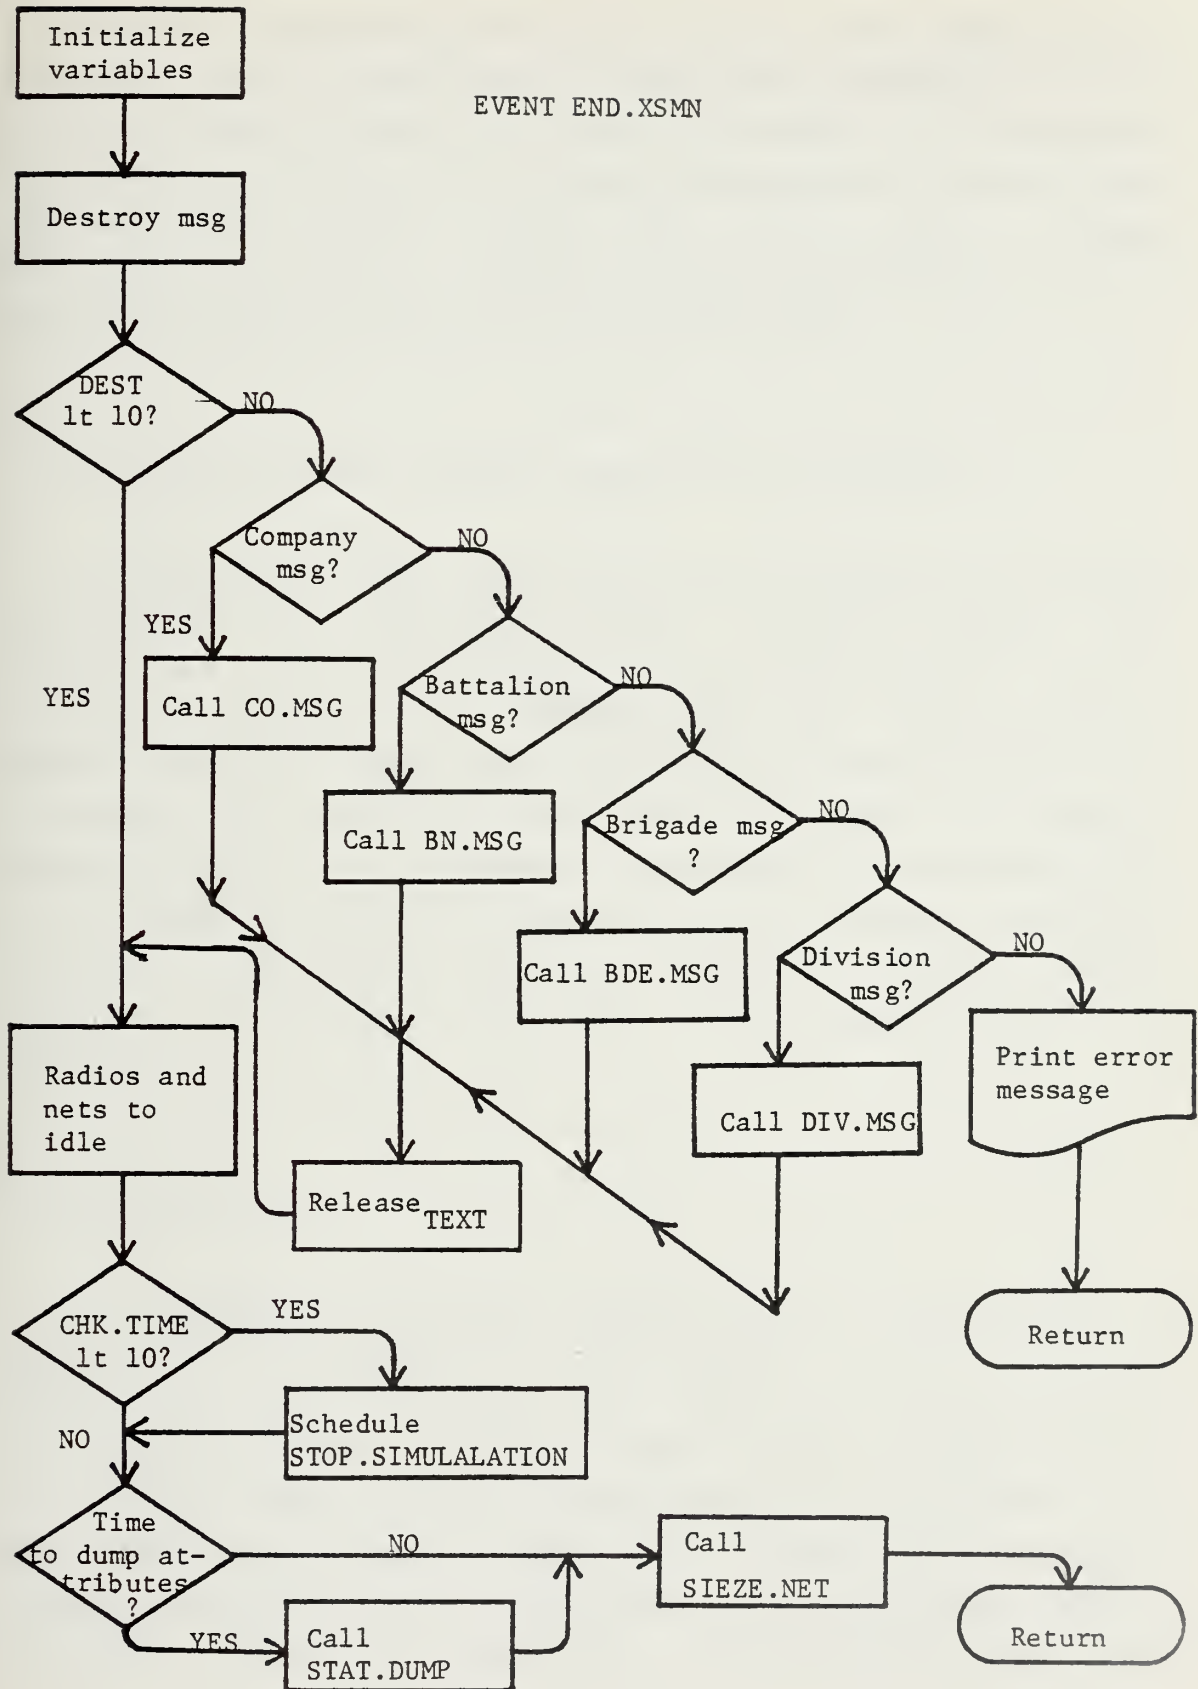 Initialize
variables
EVENT END.XSMN
Destroy msg
DEST
lt 10?
NO
Company
msg?
NO
YES
Call CO.MSG
Battalion
msg?
NO
YES
Call BN.MSG
Brigade msg
?
NO
Call BDE.MSG
Division
msg?
NO
Radios and
nets to
idle
Print error
message
Call DIV.MSG
Release TEXT
CHK.TIME
lt 10?
YES
Return
NO
Schedule
STOP.SIMULALATION
Time
to dump at-
tributes
?
NO
Call
SIEZE.NET
YES
Call
STAT.DUMP
Return